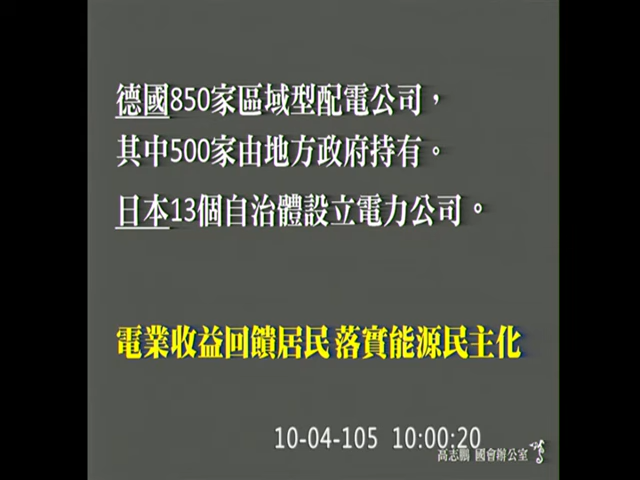 德國850家區域型配電公司，
其中500家由地方政府持有。
日本13個自治體設立電力公司。
電業收益回饋居民 落實能源民主化
10-04-105 10:00:20
高志鵬 國會辦公室